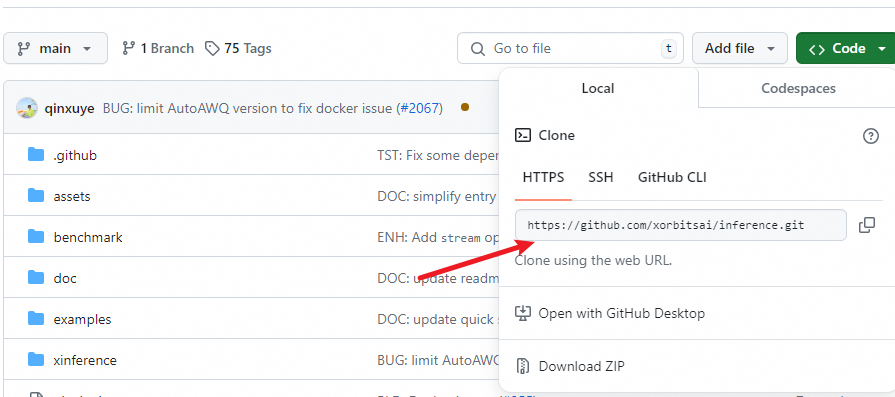 main 1 Branch 75 Tags Go to file t Add file Code
Local Codespaces
qinxuye BUG: limit AutoAWQ version to fix docker issue (#2067)
Clone
.github TST: Fix some depe
HTTPS SSH GitHub CLI
assets DOC: simplify entry
https://github.com/xorbitsai/inference.git
benchmark ENH: Add stream op
Clone using the web URL.
doc DOC: update readm
Open with GitHub Desktop
examples DOC: update quick s
xinference BUG: limit AutoAWQ
Download ZIP